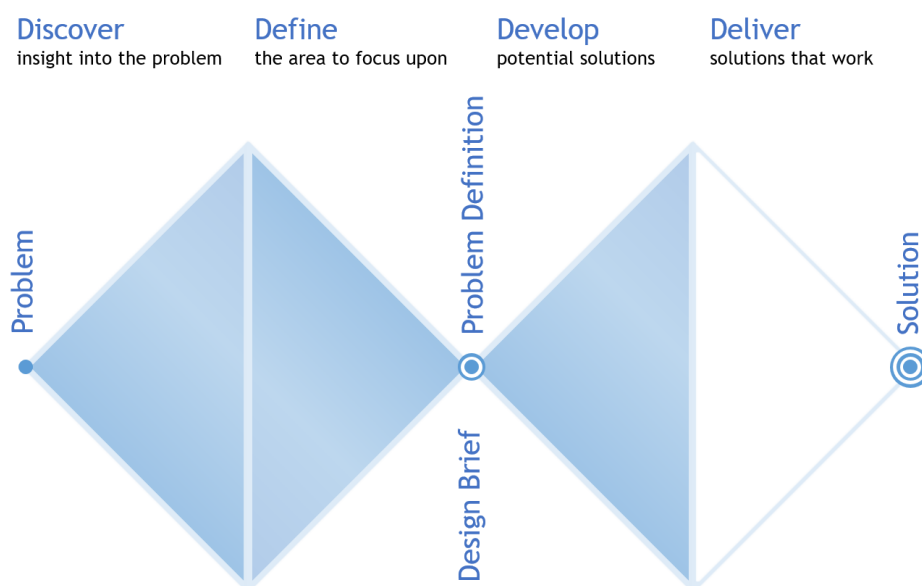 Discover
insight into the problem
Define
the area to focus upon
Develop
potential solutions
Deliver
solutions that work
Problem
Problem Definition
Design Brief
Solution